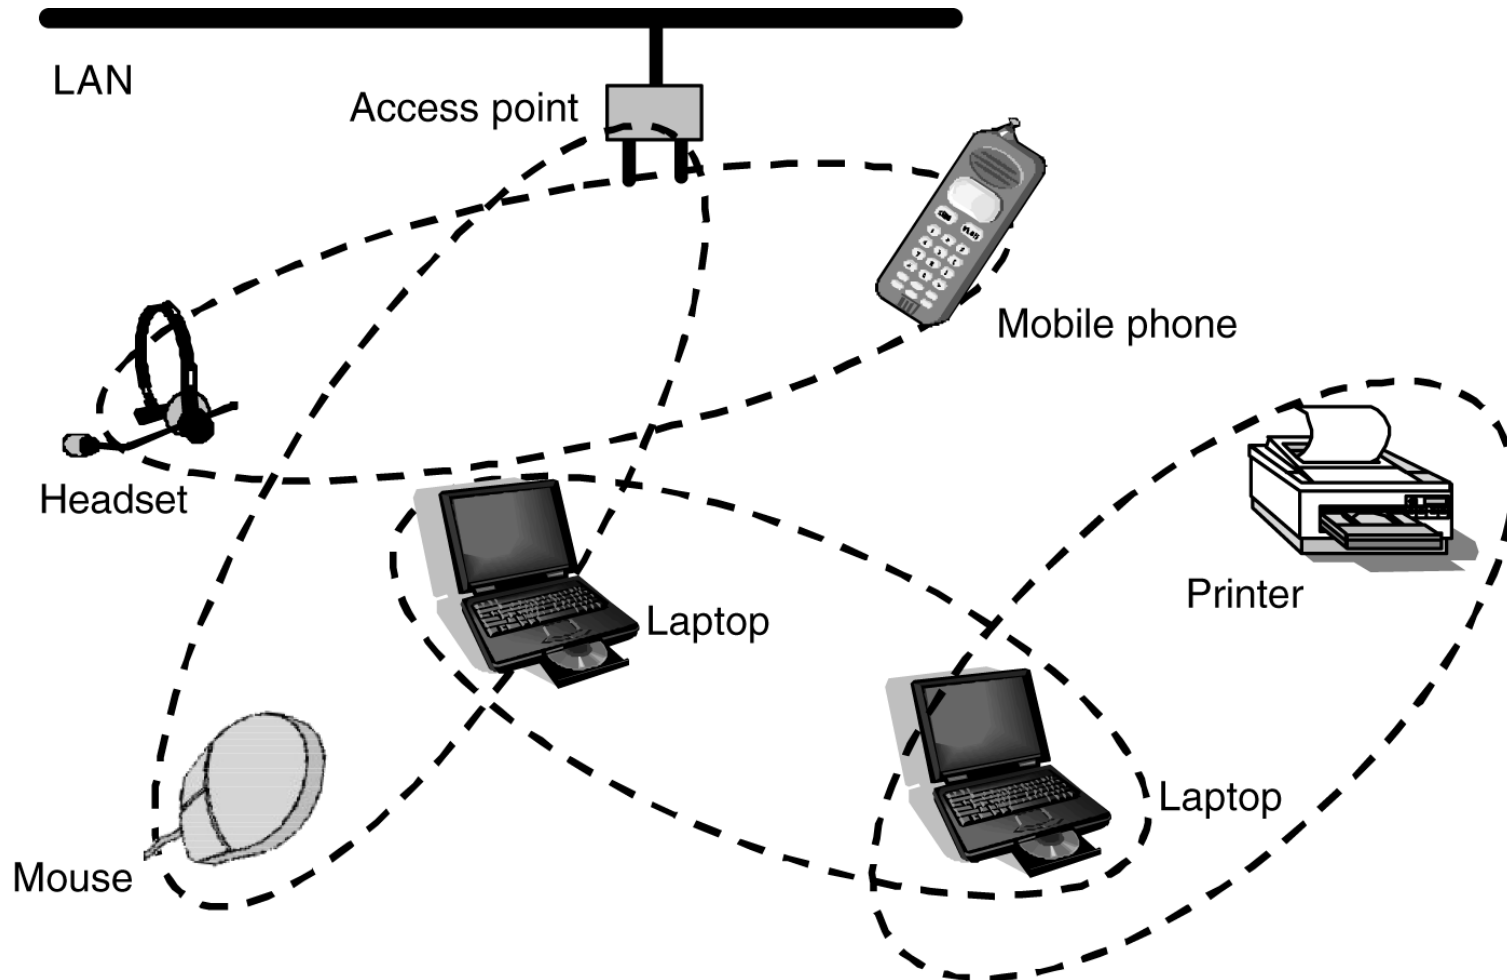 LAN
Access point
Mobile phone
Headset
Printer
Laptop
Laptop
Mouse